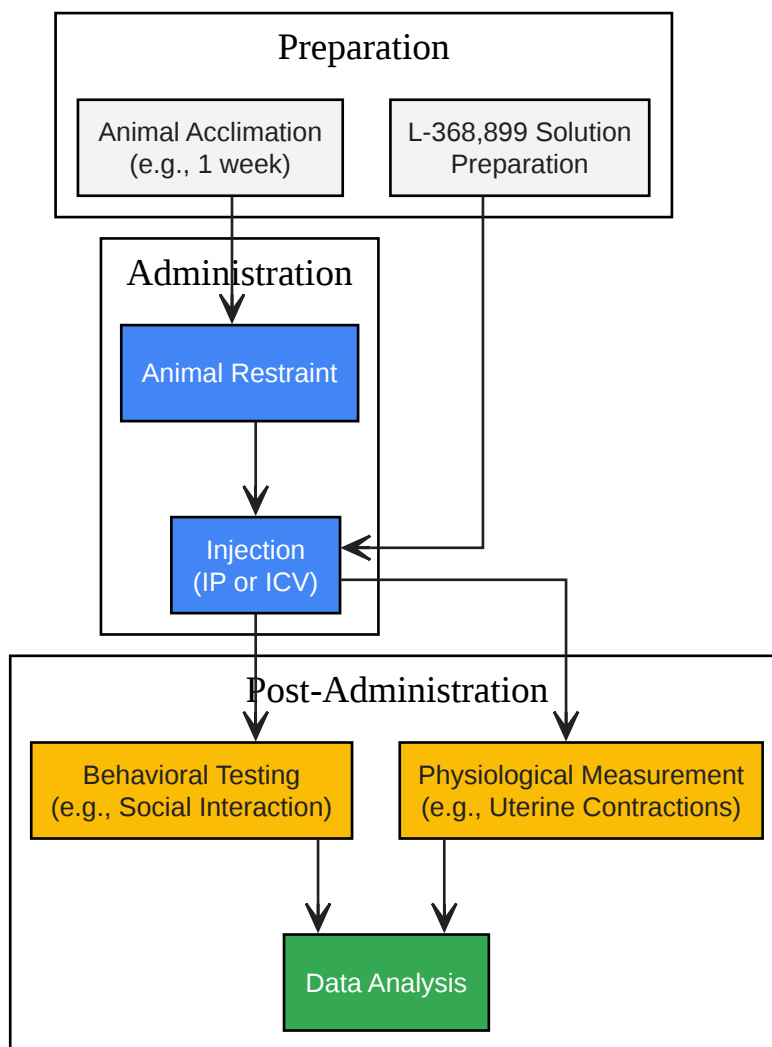 Preparation
Animal Acclimation
(e.g., 1 week)
L-368,899 Solution
Preparation
Administration
Animal Restraint
Injection
(IP or ICV)
Post-Administration
Behavioral Testing
(e.g., Social Interaction)
Physiological Measurement
(e.g., Uterine Contractions)
Data Analysis